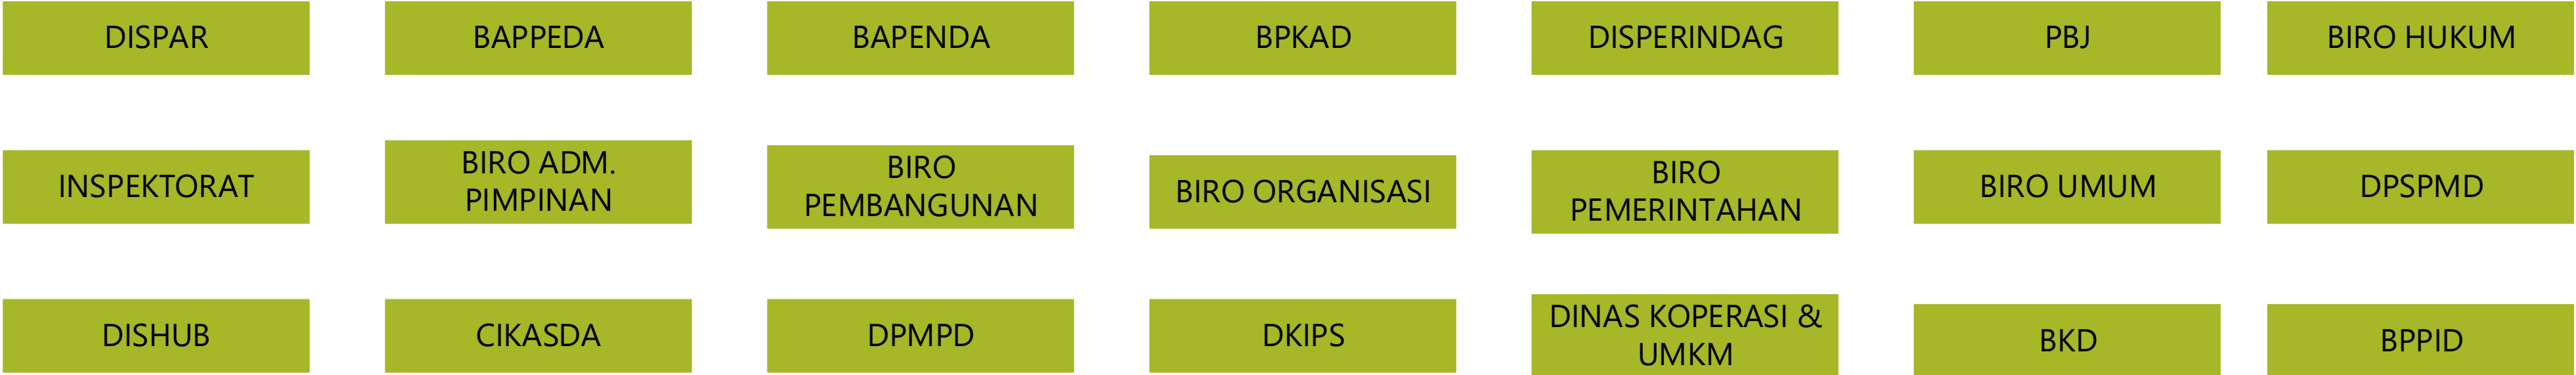 DISPAR
BAPPEDA
BAPENDA
BPKAD
DISPERINDAG
PBJ
BIRO HUKUM
INSPEKTORAT
BIRO ADM.
PIMPINAN
BIRO
PEMBANGUNAN
BIRO ORGANISASI
BIRO
PEMERINTAHAN
BIRO UMUM
DPSPMD
DISHUB
CIKASDA
DPMPD
DKIPS
DINAS KOPERASI &
UMKM
BKD
BPPID